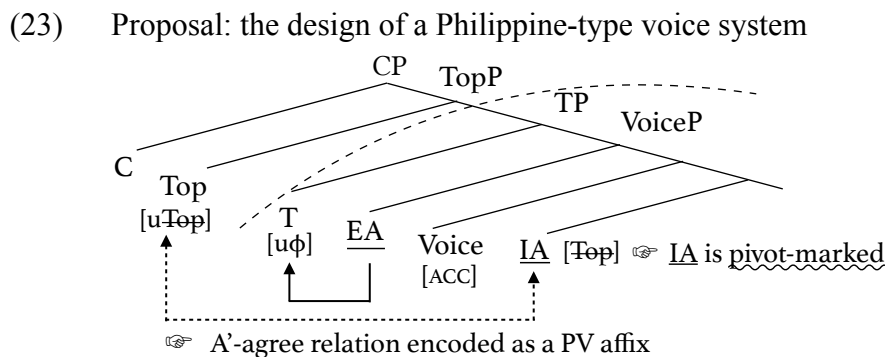 (23) Proposal: the design of a Philippine-type voice system
CP
TopP
TP
VoiceP
C
Top
[uTop]
T
[uϕ]
EA
Voice
[ACC]
IA [Top] ☞ IA is pivot-marked
☞ A'-agree relation encoded as a PV affix